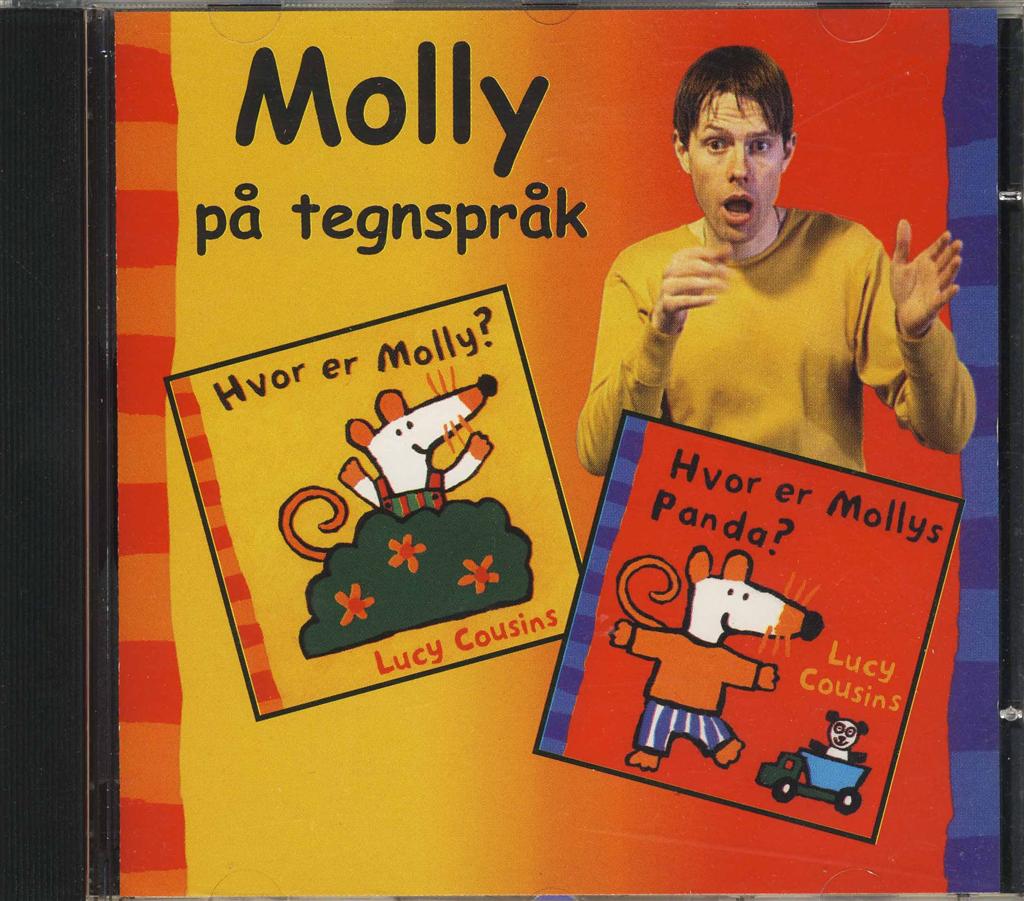 Molly
på tegnspråk
Hvor er Molly?
Lucy Cousins
Hvor er Mollys
Panda?
Lucy
Cousins